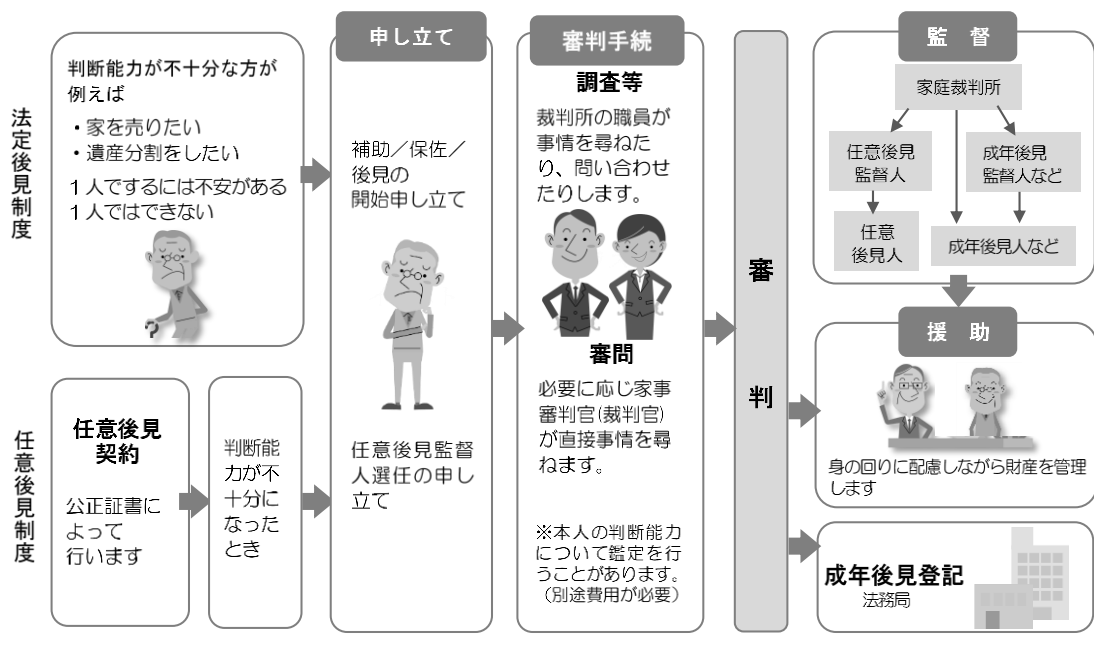 法定後見制度
判断能力が不十分な方が
例えば
・家を売りたい
・遺産分割をしたい
１人でするには不安がある
１人ではできない
任意後見制度
任意後見
契約
公正証書に
よって
行います
判断能
力が不
十分に
なった
とき
申し立て
補助／保佐／
後見の
開始申し立て
任意後見監督
人選任の申し
立て
審判手続
調査等
裁判所の職員が
事情を尋ねた
り、問い合わせ
たりします。
審問
必要に応じ家事
審判官(裁判官)
が直接事情を尋
ねます。
※本人の判断能力
について鑑定を行
うことがあります。
（別途費用が必要）
審判
監　督
家庭裁判所
任意後見
監督人
成年後見
監督人など
任意
後見人
成年後見人など
援　助
身の回りに配慮しながら財産を管理
します
成年後見登記
法務局